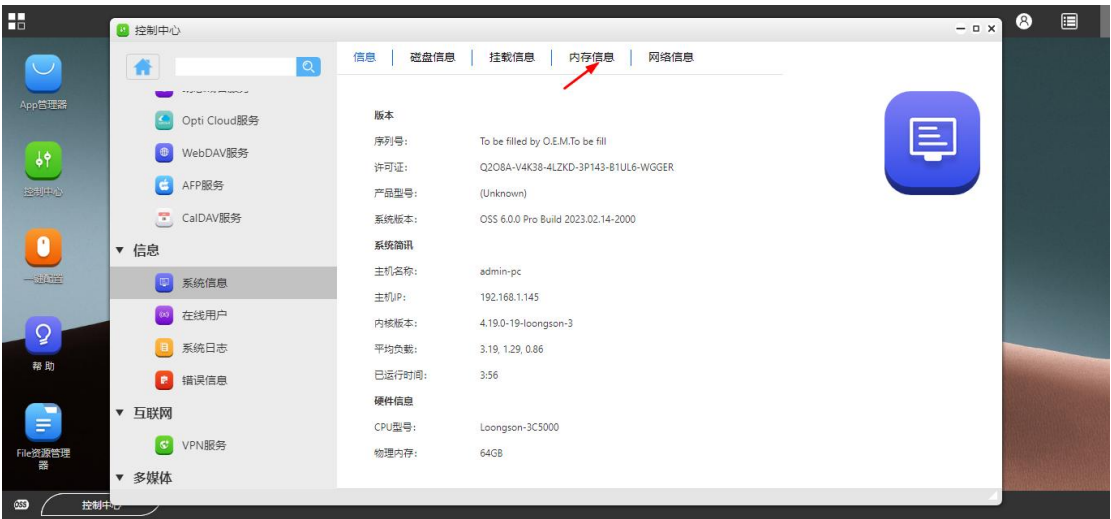 控制中心
App管理器
控制中心
一键配置
帮助
File资源管理
器
Opti Cloud服务
WebDAV服务
AFP服务
CalDAV服务
▼ 信息
系统信息
在线用户
系统日志
错误信息
▼ 互联网
VPN服务
▼ 多媒体
信息 | 磁盘信息 | 挂载信息 | 内存信息 | 网络信息
版本
序列号: To be filled by O.E.M.To be fill
许可证: Q2O8A-V4K38-4LZKD-3P143-B1UL6-WGGER
产品型号: (Unknown)
系统版本: OSS 6.0.0 Pro Build 2023.02.14-2000
系统简讯
主机名称: admin-pc
主机IP: 192.168.1.145
内核版本: 4.19.0-19-loongson-3
平均负载: 3.19, 1.29, 0.86
已运行时间: 3:56
硬件信息
CPU型号: Loongson-3C5000
物理内存: 64GB
OSS
控制中心